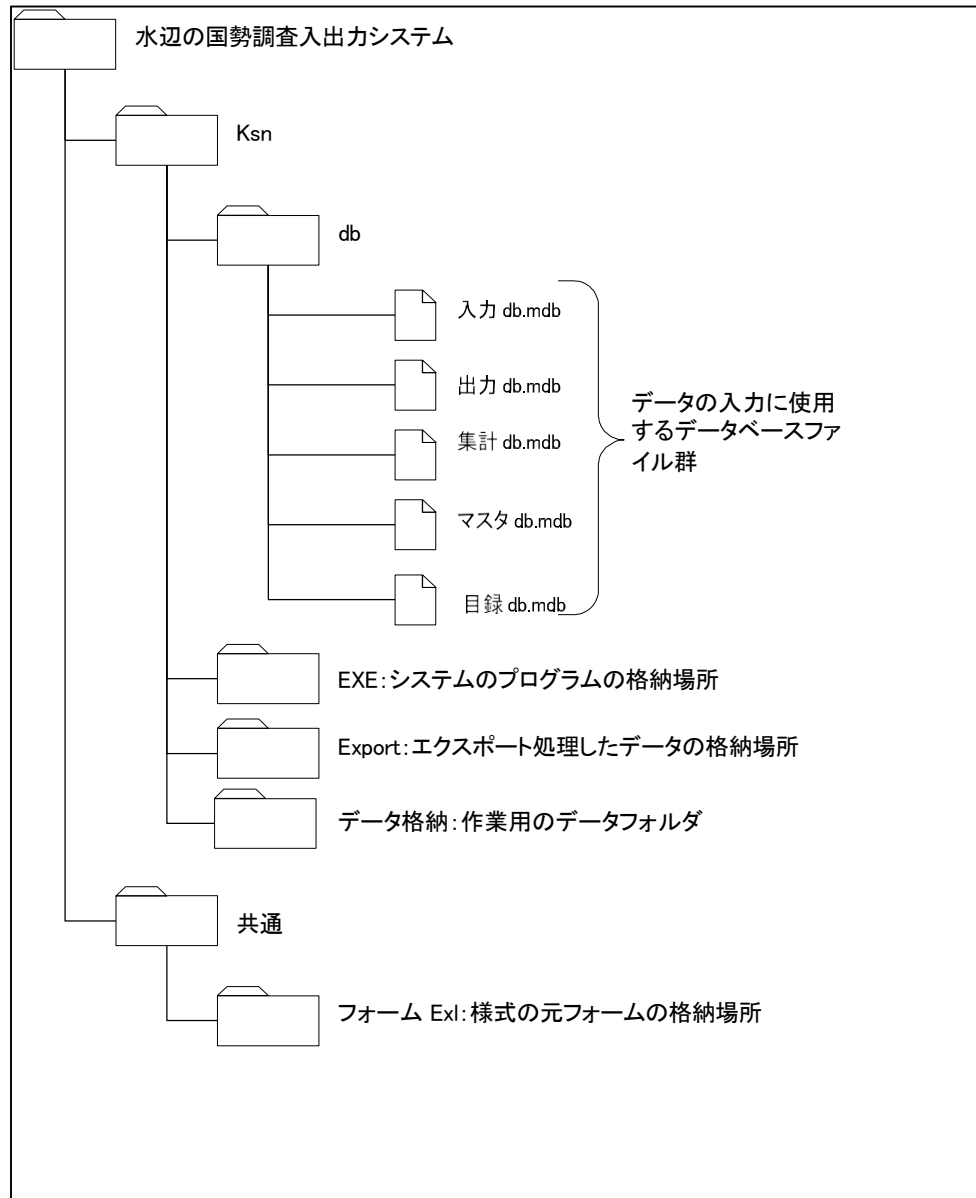 水辺の国勢調査入出力システム
Ksn
db
入力 db.mdb
出力 db.mdb
集計 db.mdb
マスタ db.mdb
目録 db.mdb
データの入力に使用
するデータベースファ
イル群
EXE:システムのプログラムの格納場所
Export:エクスポート処理したデータの格納場所
データ格納:作業用のデータフォルダ
共通
フォーム Exl:様式の元フォームの格納場所